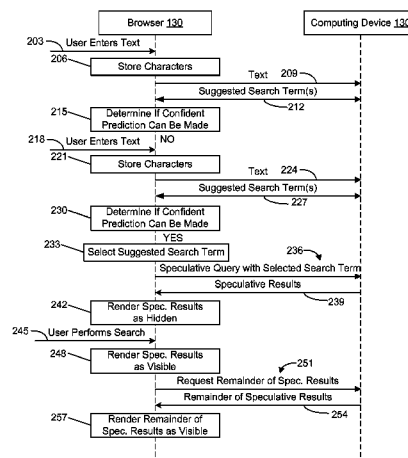 Browser 130
Computing Device 130
203
User Enters Text
206
Store Characters
Text
209
Suggested Search Term(s)
212
215
Determine If Confident
Prediction Can Be Made
218
User Enters Text
NO
221
Store Characters
Text
224
Suggested Search Term(s)
227
230
Determine If Confident
Prediction Can Be Made
YES
233
Select Suggested Search Term
236
Speculative Query with Selected Search Term
Speculative Results
239
242
Render Spec. Results
as Hidden
245
User Performs Search
248
Render Spec. Results
as Visible
251
Request Remainder of Spec. Results
Remainder of Speculative Results
254
257
Render Remainder of
Spec. Results as Visible